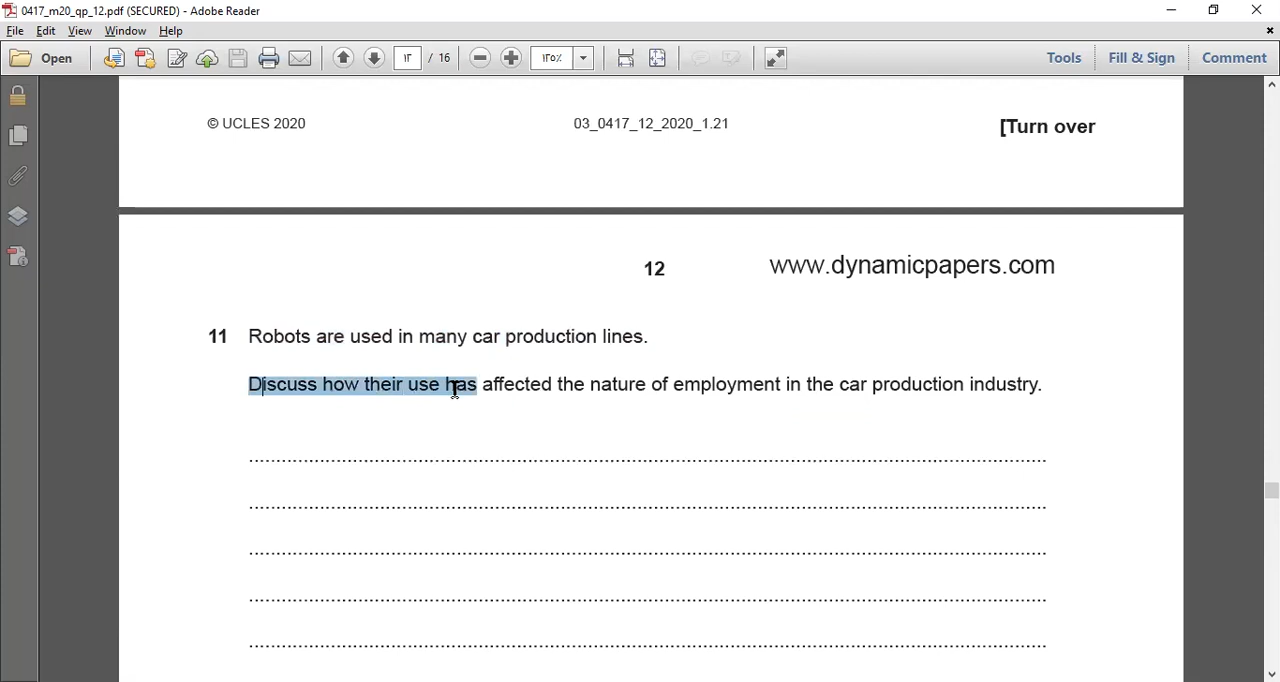 0417_m20_qp_12.pdf (SECURED) - Adobe Reader
File Edit View Window Help
Open ١٣ / 16 ١٣٥٪ Tools Fill & Sign Comment
© UCLES 2020 03_0417_12_2020_1.21 [Turn over
12 www.dynamicpapers.com
11 Robots are used in many car production lines.
Discuss how their use has affected the nature of employment in the car production industry.